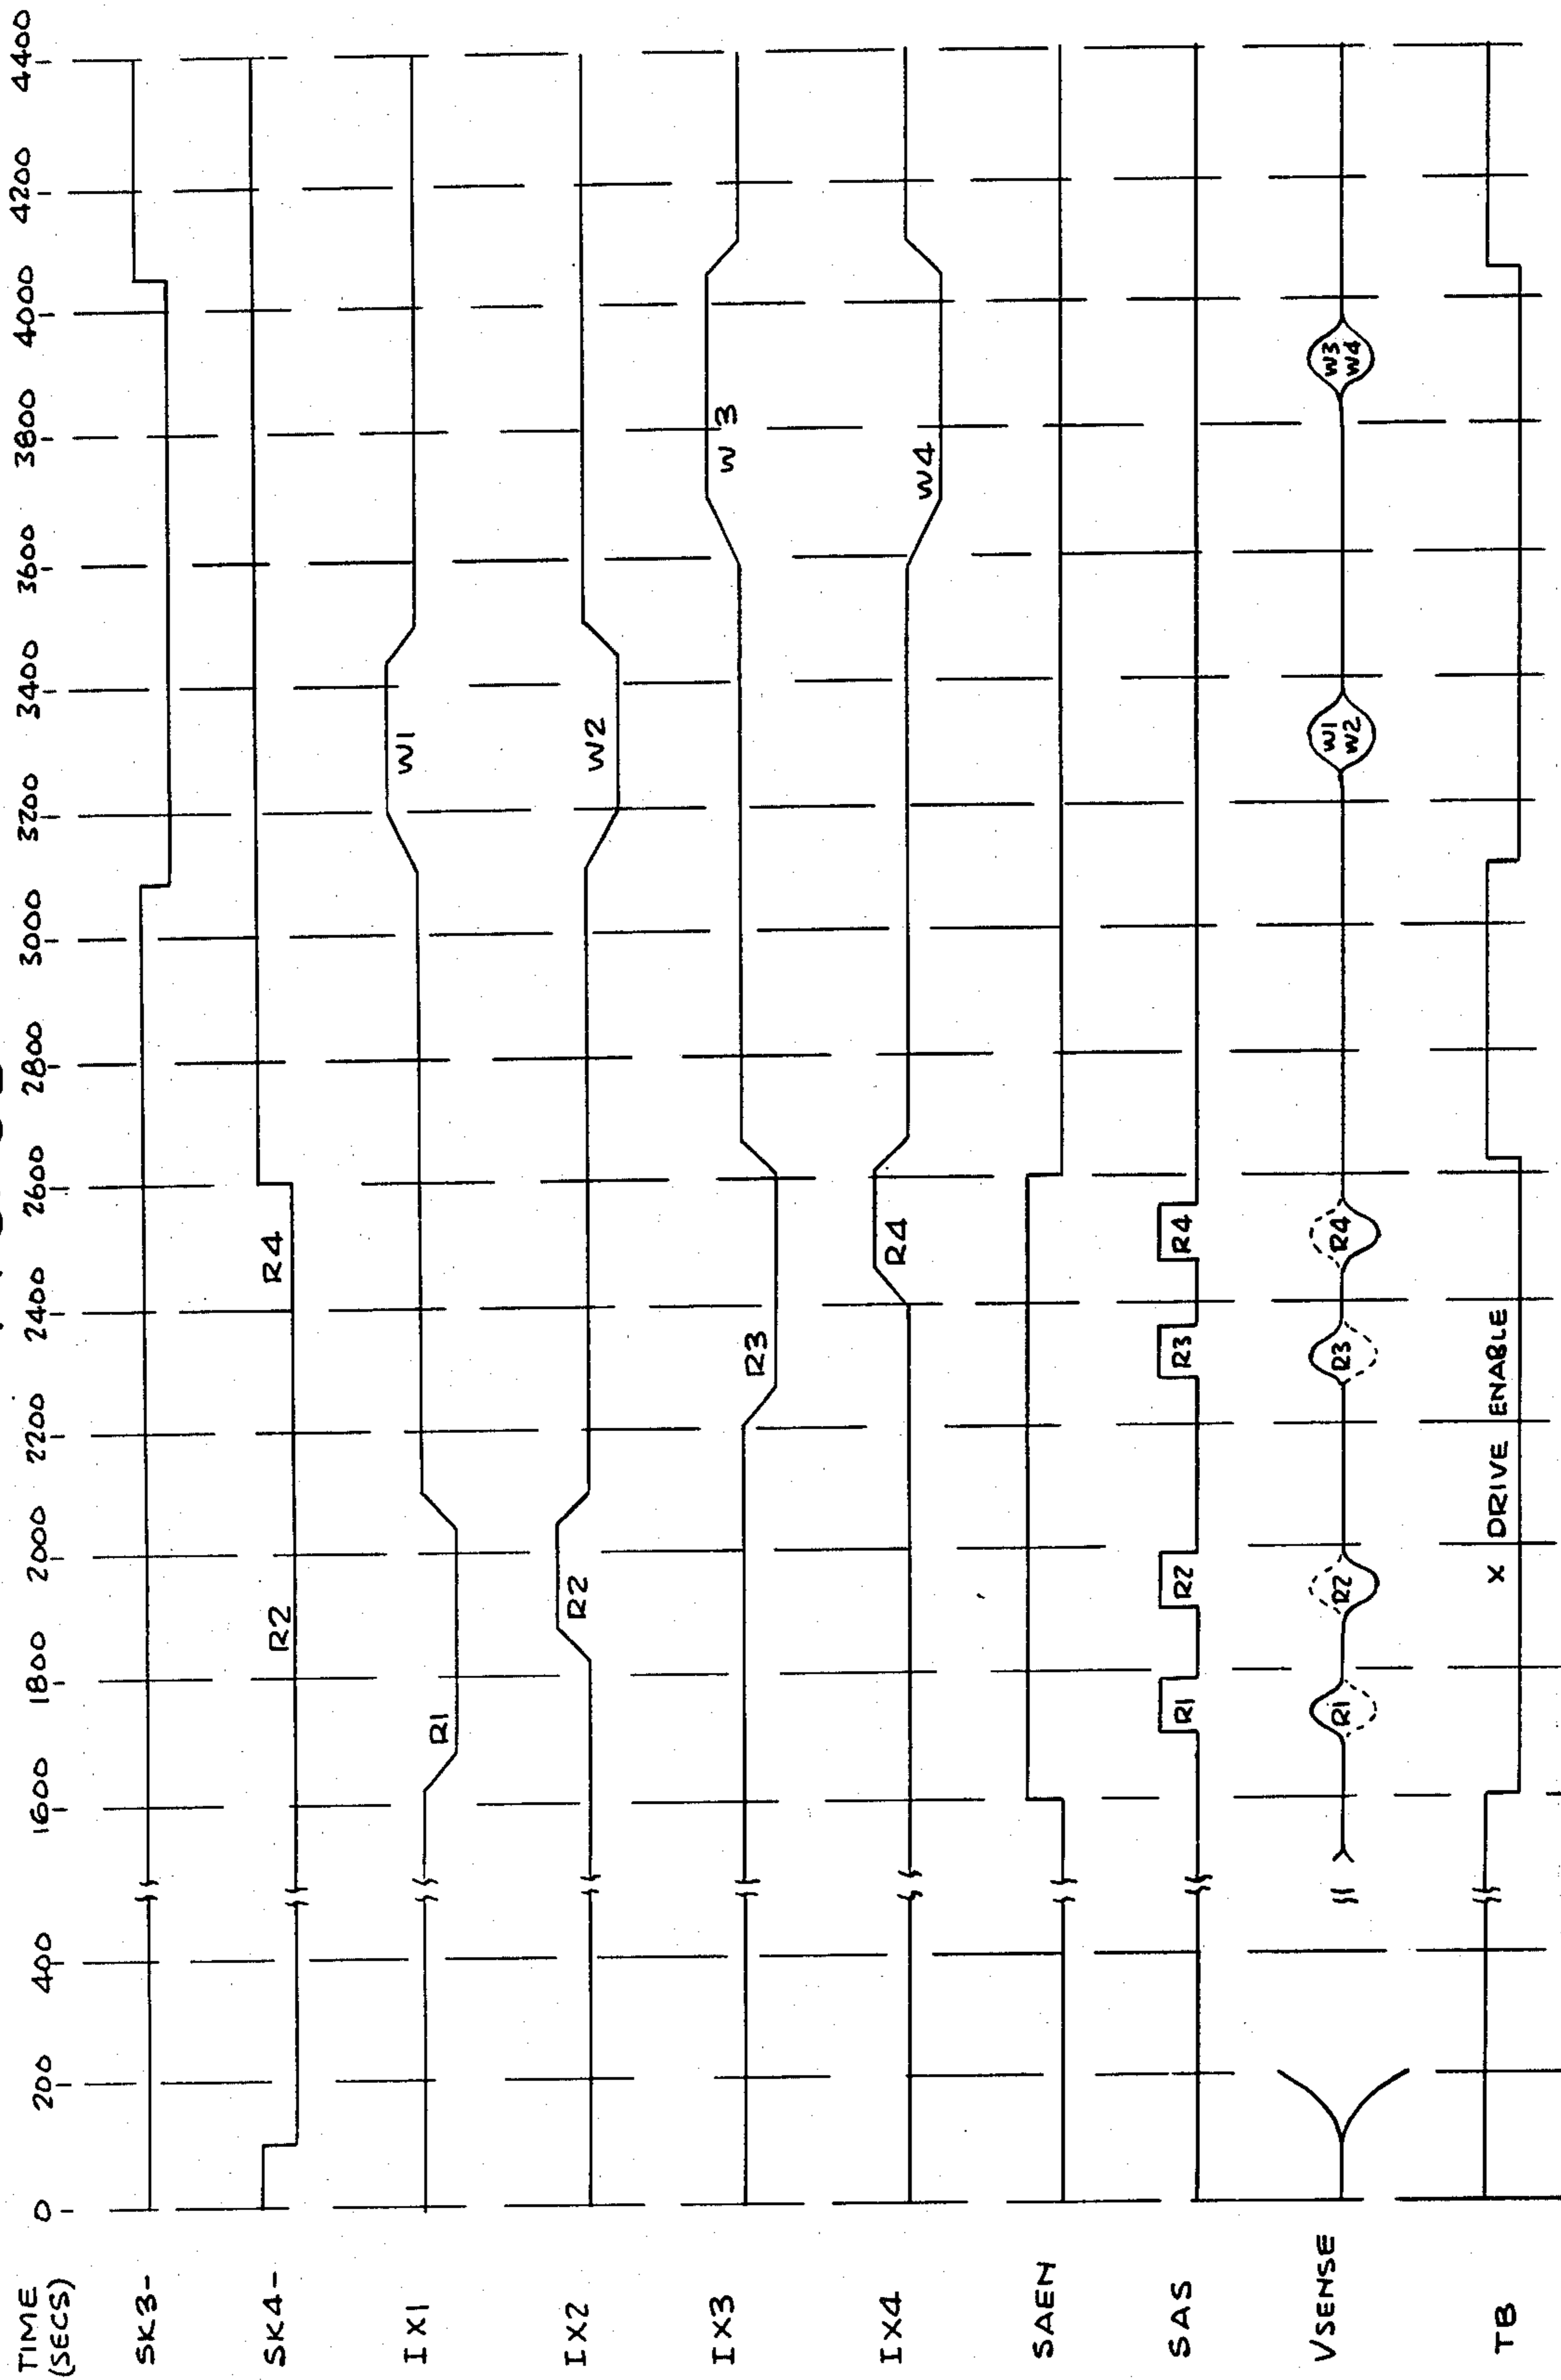 TIME (SECS) 0 200 400 1600 1800 2000 2200 2400 2600 2800 3000 3200 3400 3600 3800 4000 4200 4400
SK3-
SK4- R2 R4
IX1 R1 W1
IX2 R2 W2
IX3 R3 W3
IX4 R4 W4
SAEN
SAS R1 R2 R3 R4
VSENSE R1 R2 R3 R4 W1 W2 W3 W4
TB X DRIVE ENABLE